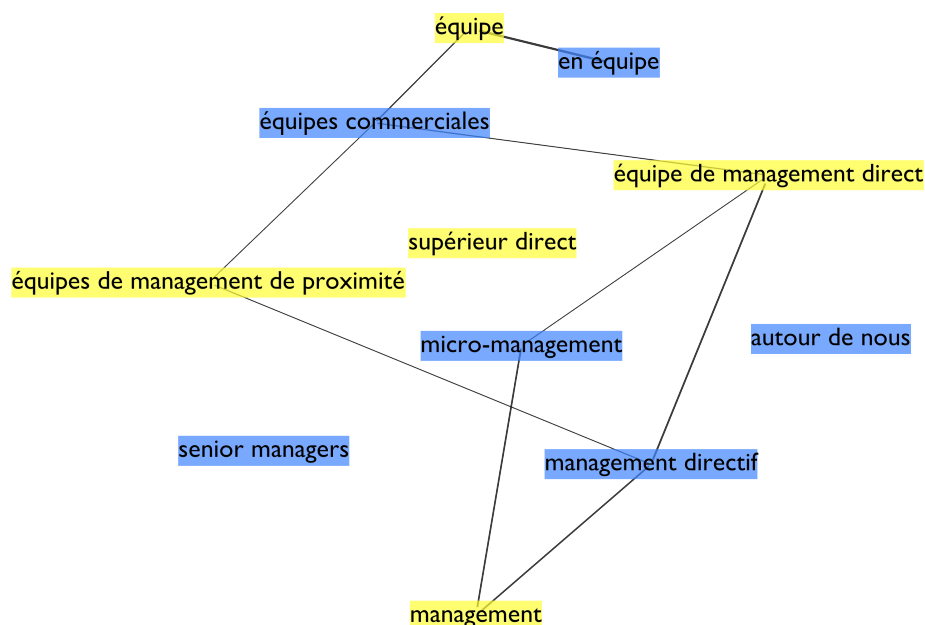 équipe
en équipe
équipes commerciales
équipe de management direct
supérieur direct
équipes de management de proximité
autour de nous
micro-management
senior managers
management directif
management